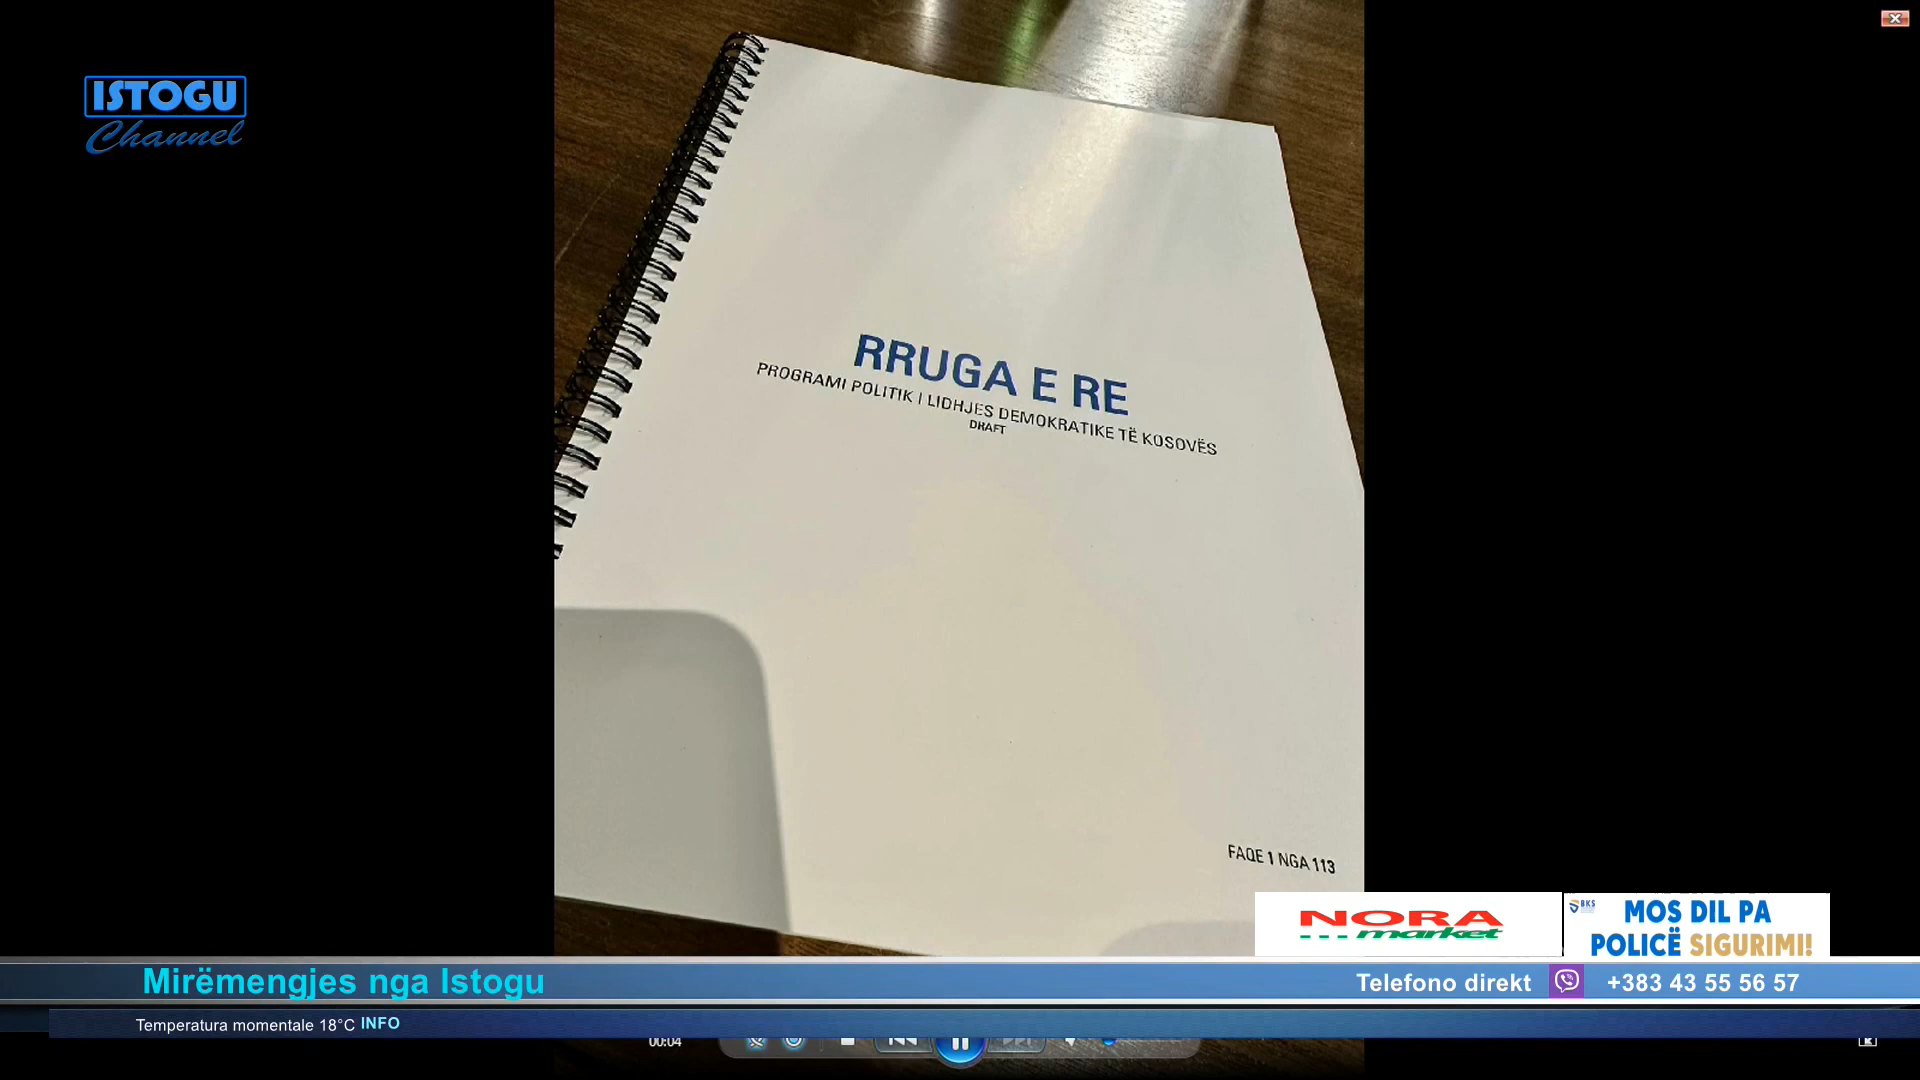 ISTOGU
Channel
RRUGA E RE
PROGRAMI POLITIK I LIDHJES DEMOKRATIKE TË KOSOVËS
DRAFT
FAQE 1 NGA 113
NORA
market
BKS
MOS DIL PA
POLICË SIGURIMI!
Mirëmengjes nga Istogu
Telefono direkt +383 43 55 56 57
Temperatura momentale 18°C INFO
00:04